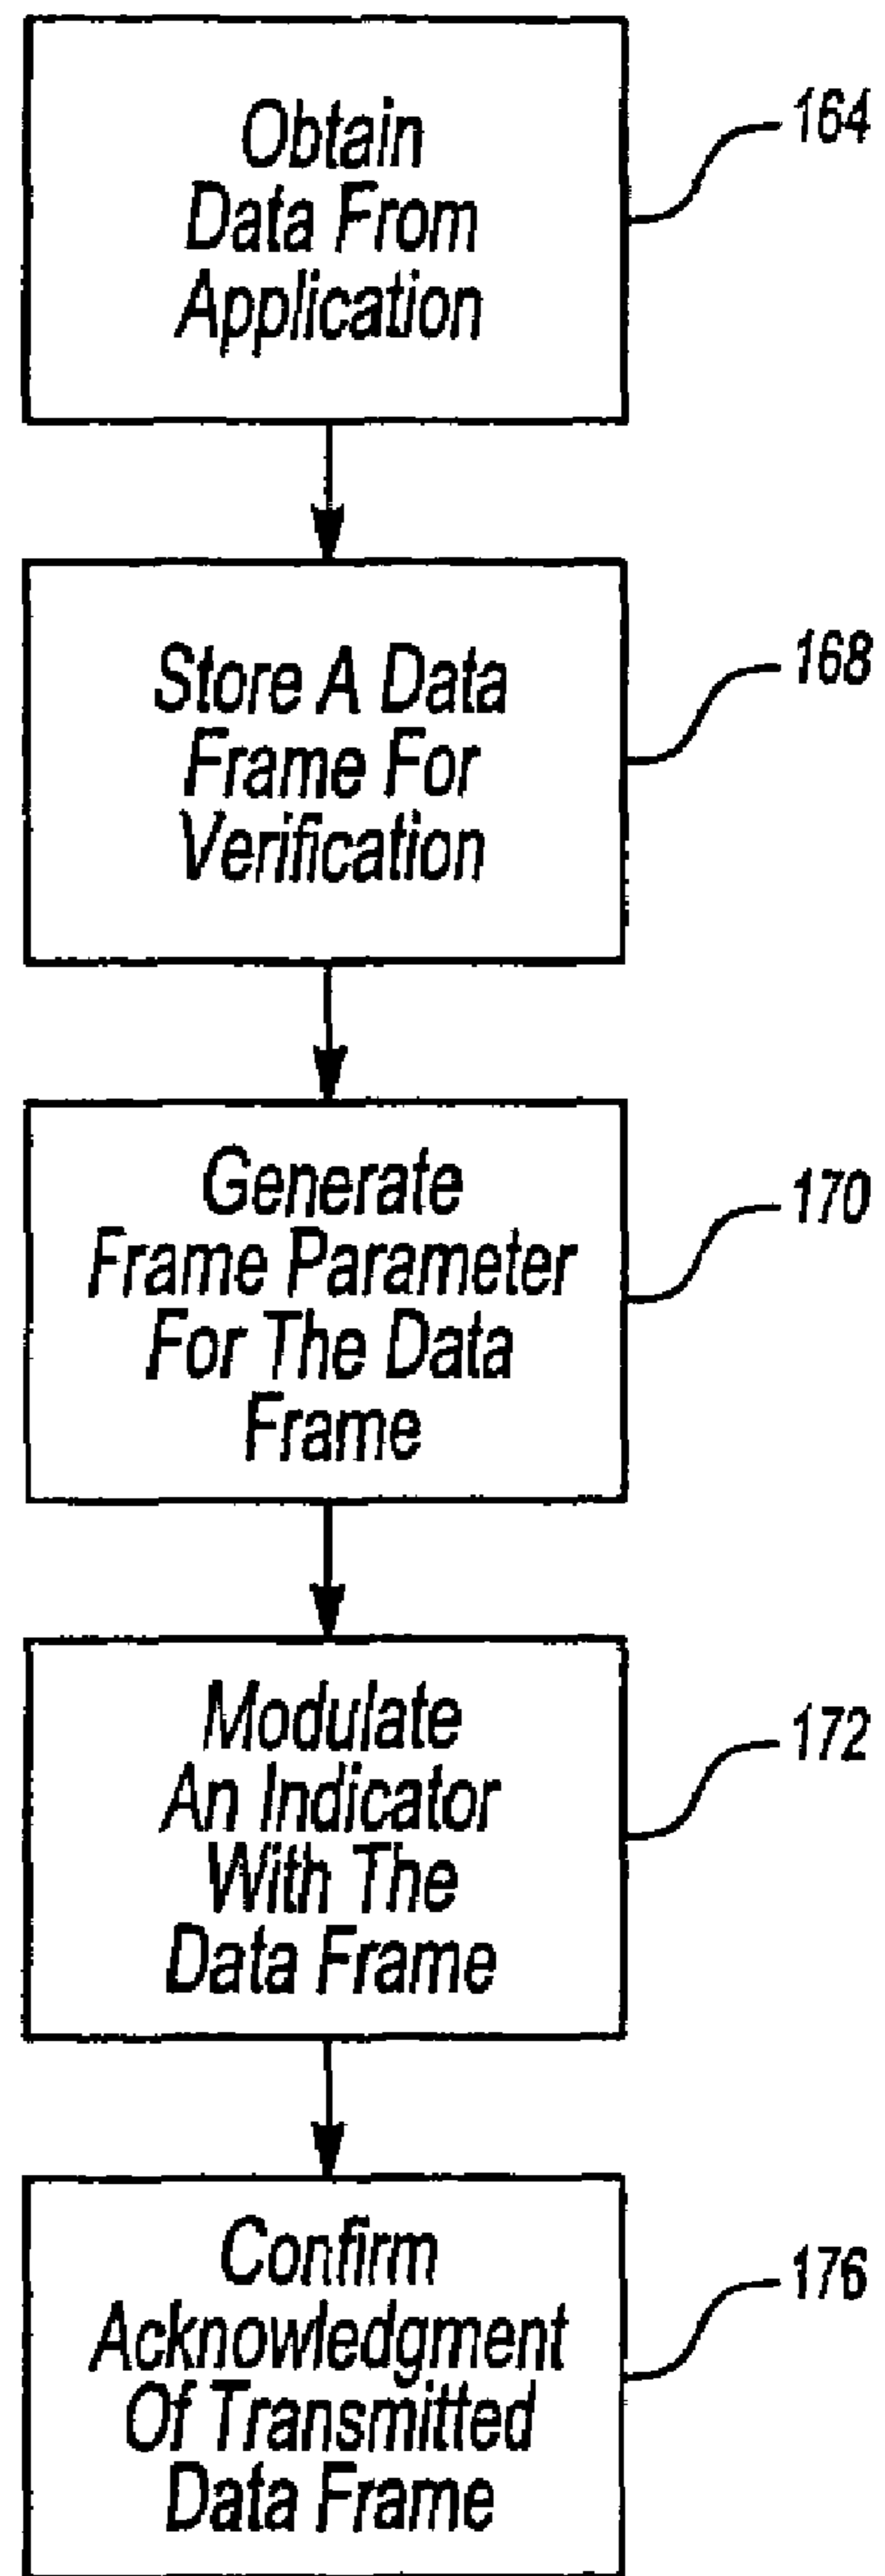 Obtain
Data From
Application
164
Store A Data
Frame For
Verification
168
Generate
Frame Parameter
For The Data
Frame
170
Modulate
An Indicator
With The
Data Frame
172
Confirm
Acknowledgment
Of Transmitted
Data Frame
176